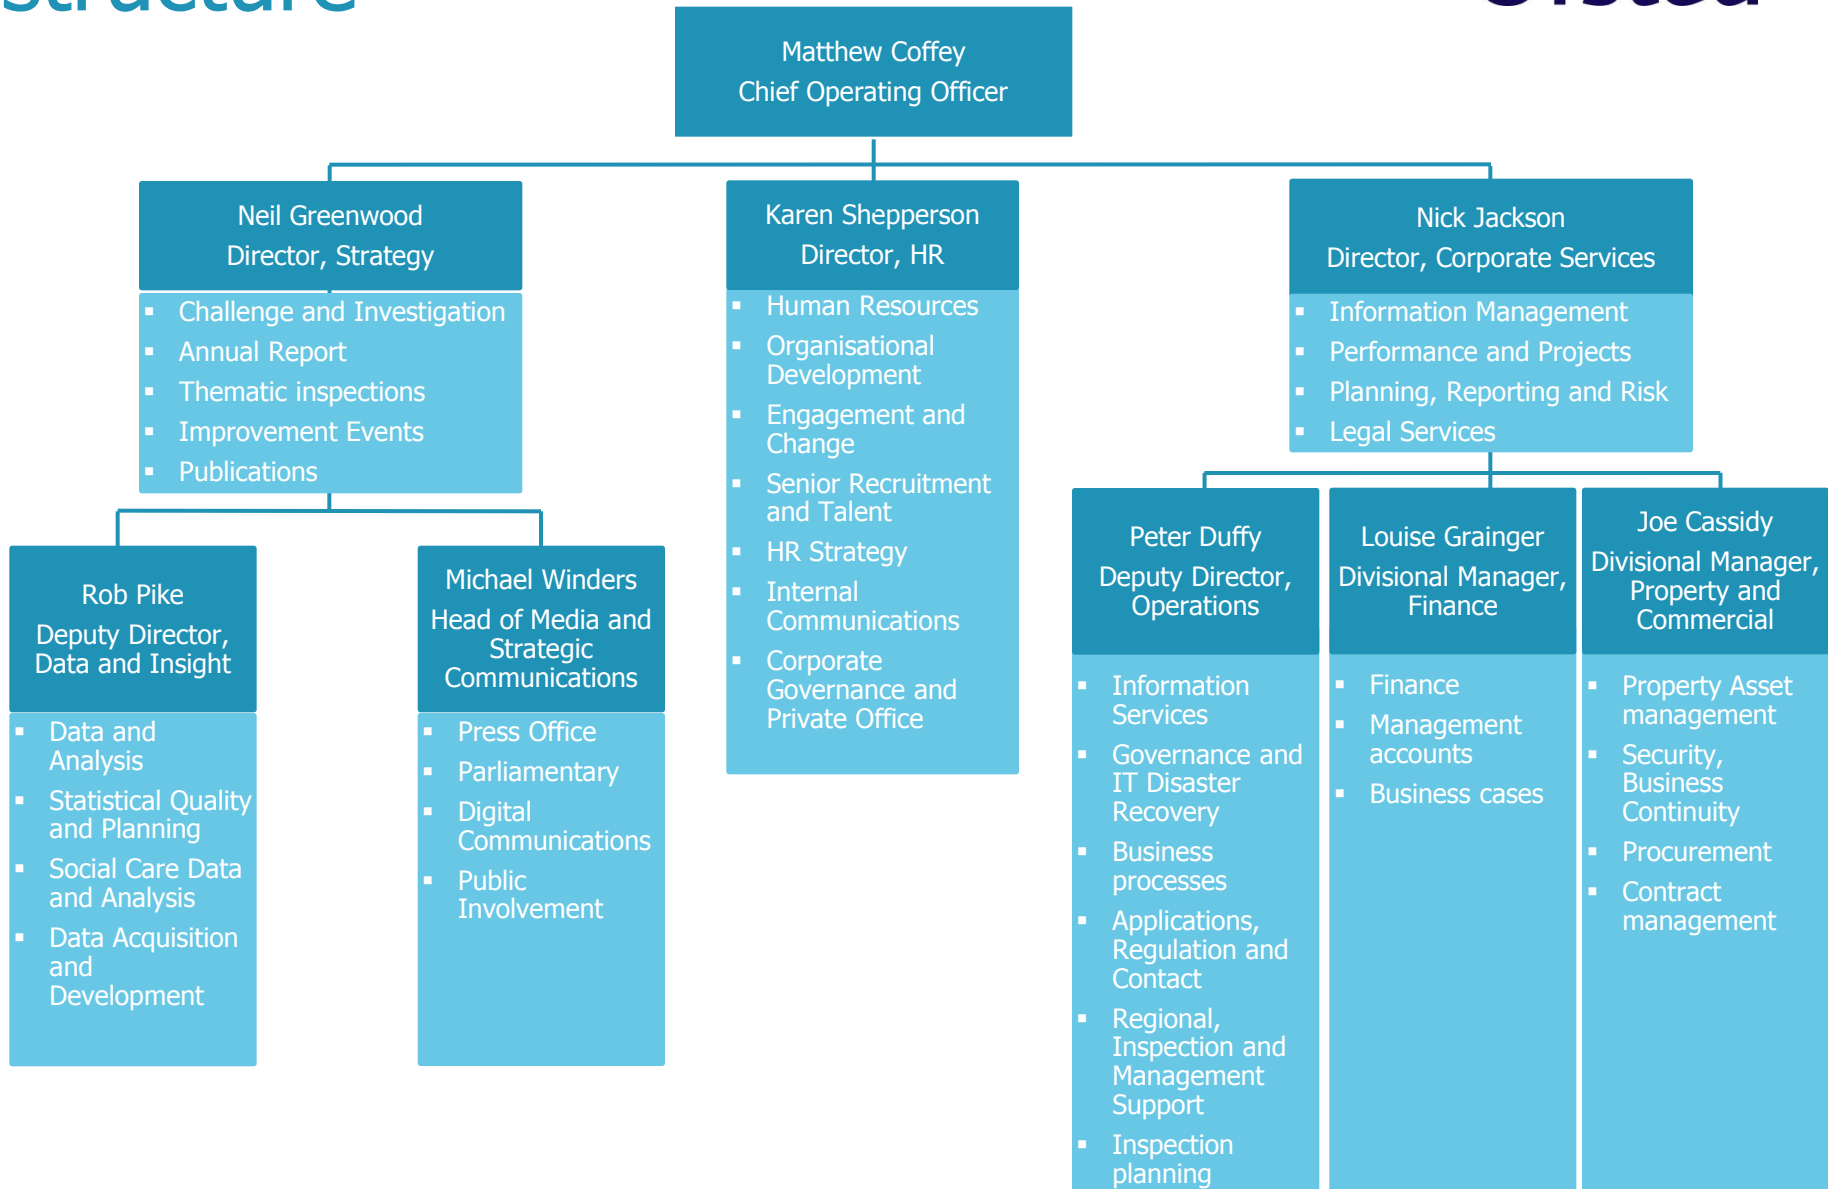 Structure
Ofsted
Matthew Coffey
Chief Operating Officer
Neil Greenwood
Director, Strategy
▪ Challenge and Investigation
▪ Annual Report
▪ Thematic inspections
▪ Improvement Events
▪ Publications
Karen Shepperson
Director, HR
▪ Human Resources
▪ Organisational
Development
▪ Engagement and
Change
▪ Senior Recruitment
and Talent
▪ HR Strategy
▪ Internal
Communications
▪ Corporate
Governance and
Private Office
Nick Jackson
Director, Corporate Services
▪ Information Management
▪ Performance and Projects
▪ Planning, Reporting and Risk
▪ Legal Services
Rob Pike
Deputy Director,
Data and Insight
▪ Data and
Analysis
▪ Statistical Quality
and Planning
▪ Social Care Data
and Analysis
▪ Data Acquisition
and
Development
Michael Winders
Head of Media and
Strategic
Communications
▪ Press Office
▪ Parliamentary
▪ Digital
Communications
▪ Public
Involvement
Peter Duffy
Deputy Director,
Operations
▪ Information
Services
▪ Governance and
IT Disaster
Recovery
▪ Business
processes
▪ Applications,
Regulation and
Contact
▪ Regional,
Inspection and
Management
Support
▪ Inspection
planning
Louise Grainger
Divisional Manager,
Finance
▪ Finance
▪ Management
accounts
▪ Business cases
Joe Cassidy
Divisional Manager,
Property and
Commercial
▪ Property Asset
management
▪ Security,
Business
Continuity
▪ Procurement
▪ Contract
management